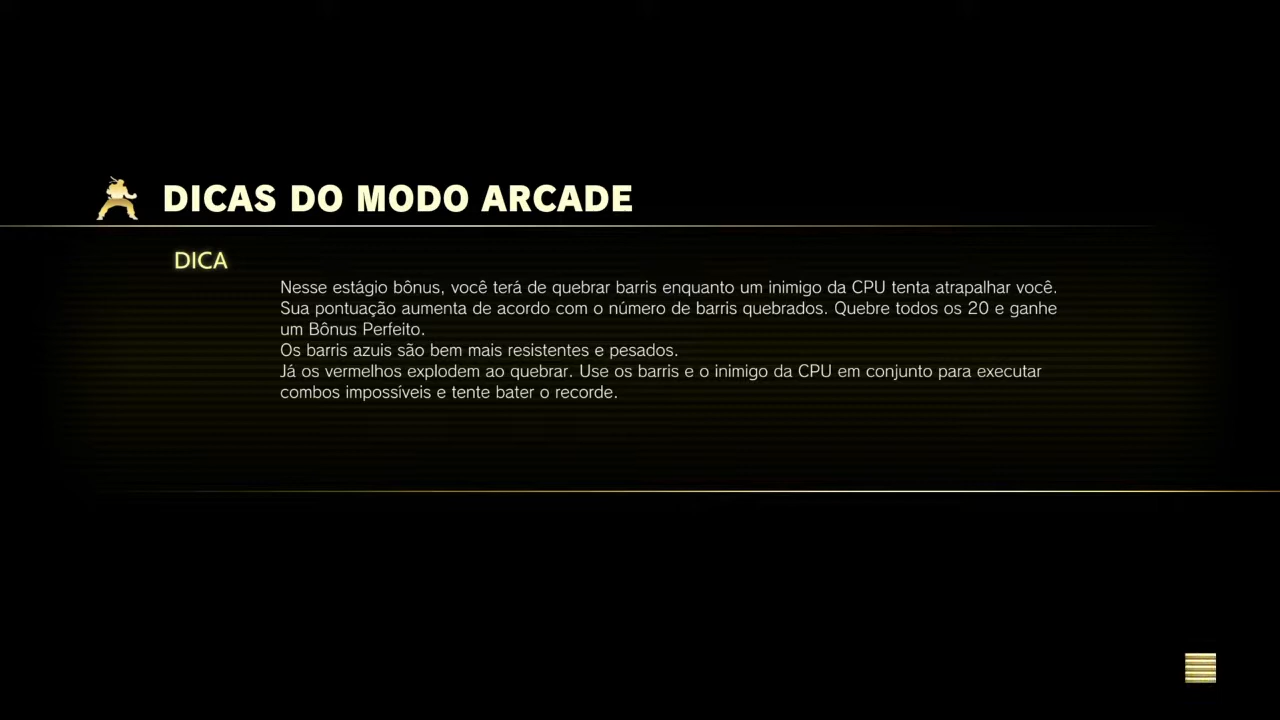 DICAS DO MODO ARCADE
DICA
Nesse estágio bônus, você terá de quebrar barris enquanto um inimigo da CPU tenta atrapalhar você.
Sua pontuação aumenta de acordo com o número de barris quebrados. Quebre todos os 20 e ganhe
um Bônus Perfeito.
Os barris azuis são bem mais resistentes e pesados.
Já os vermelhos explodem ao quebrar. Use os barris e o inimigo da CPU em conjunto para executar
combos impossíveis e tente bater o recorde.